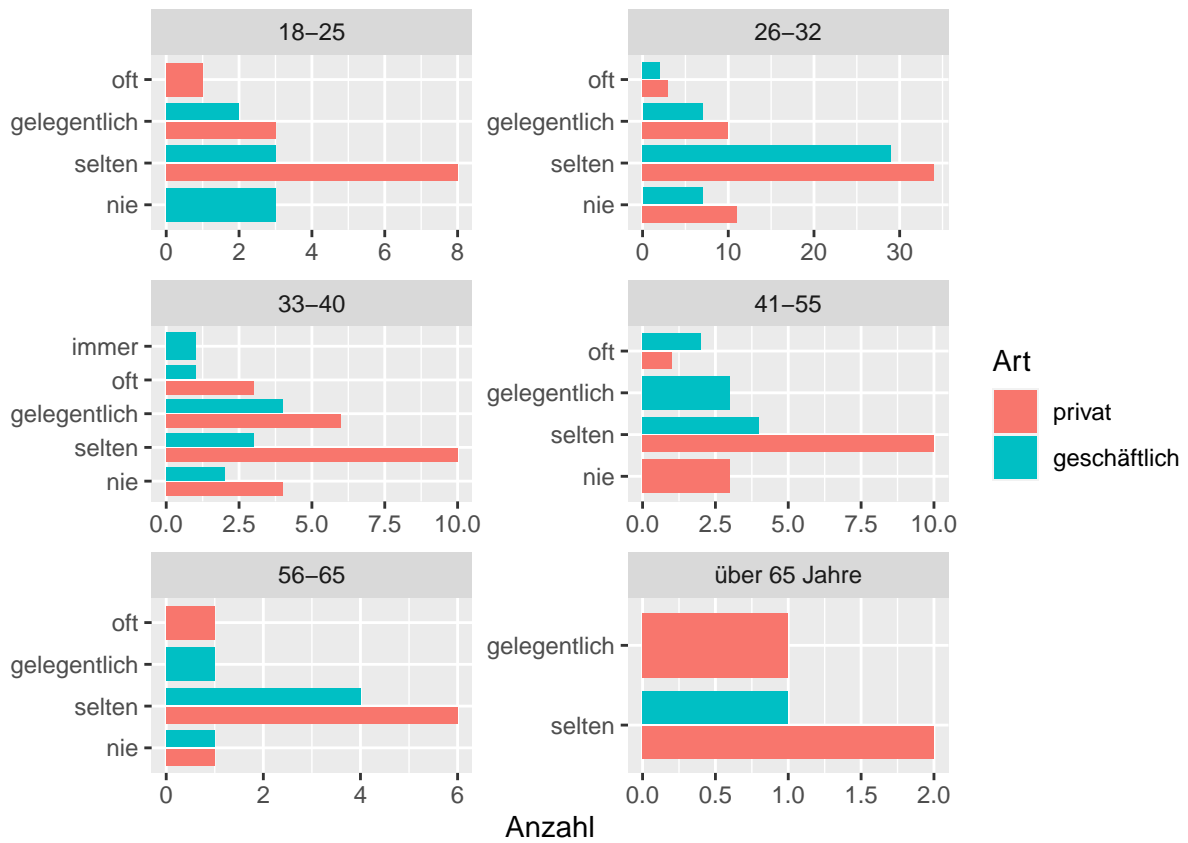 18−25
oft
gelegentlich
selten
nie
0 2 4 6 8
26−32
oft
gelegentlich
selten
nie
0 10 20 30
33−40
immer
oft
gelegentlich
selten
nie
0.0 2.5 5.0 7.5 10.0
41−55
oft
gelegentlich
selten
nie
0.0 2.5 5.0 7.5 10.0
56−65
oft
gelegentlich
selten
nie
0 2 4 6
über 65 Jahre
gelegentlich
selten
0.0 0.5 1.0 1.5 2.0
Anzahl
Art
privat
geschäftlich